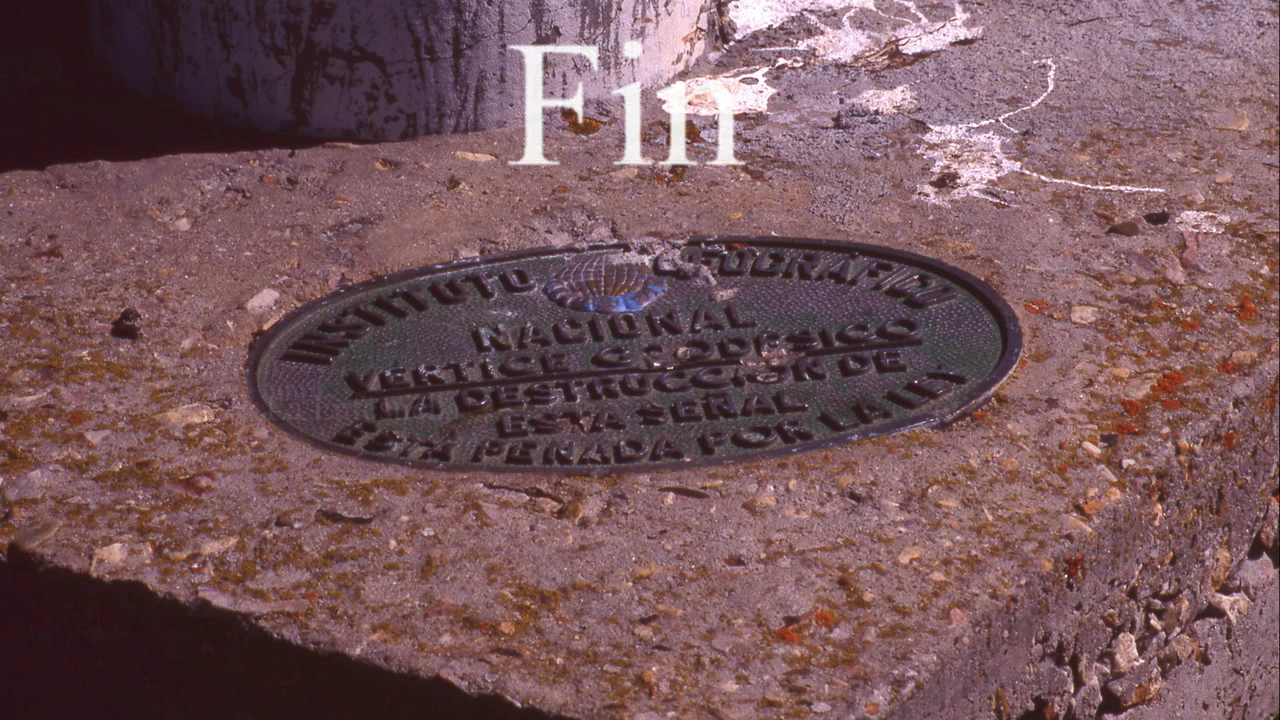 Fin
INSTITUTO GEOGRAFICO
NACIONAL
VERTICE GEODESICO
LA DESTRUCCION DE
ESTA SEÑAL
ESTA PENADA POR LA LEY